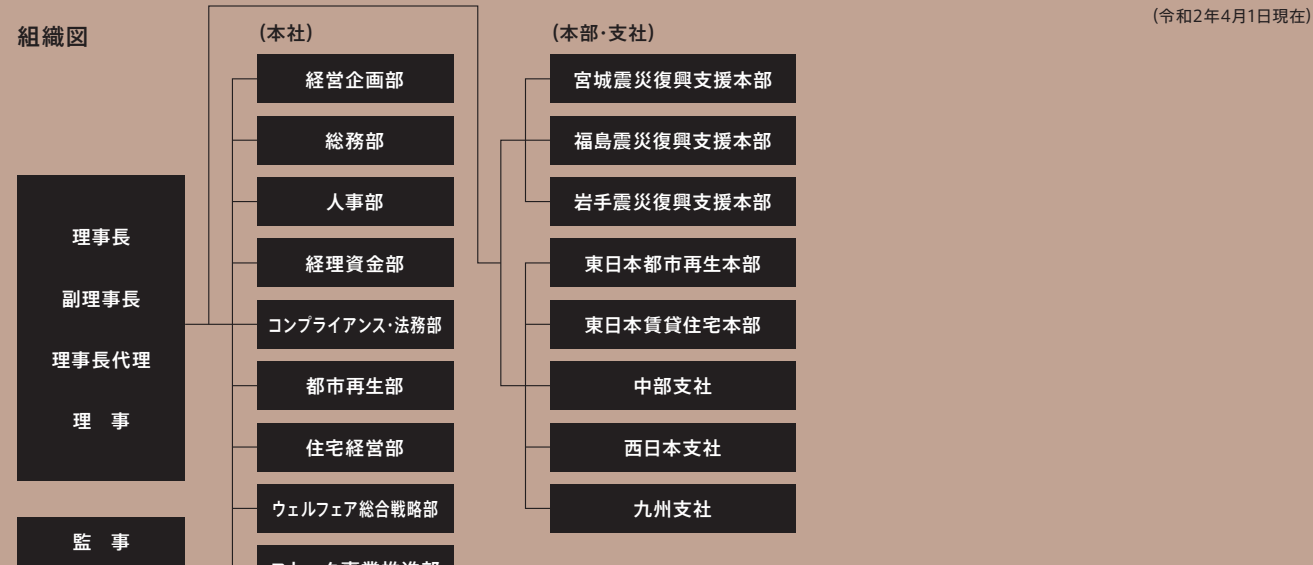 組織図
(令和2年4月1日現在)
理事長
副理事長
理事長代理
理　事
監　事
(本社)
経営企画部
総務部
人事部
経理資金部
コンプライアンス・法務部
都市再生部
住宅経営部
ウェルフェア総合戦略部
(本部・支社)
宮城震災復興支援本部
福島震災復興支援本部
岩手震災復興支援本部
東日本都市再生本部
東日本賃貸住宅本部
中部支社
西日本支社
九州支社